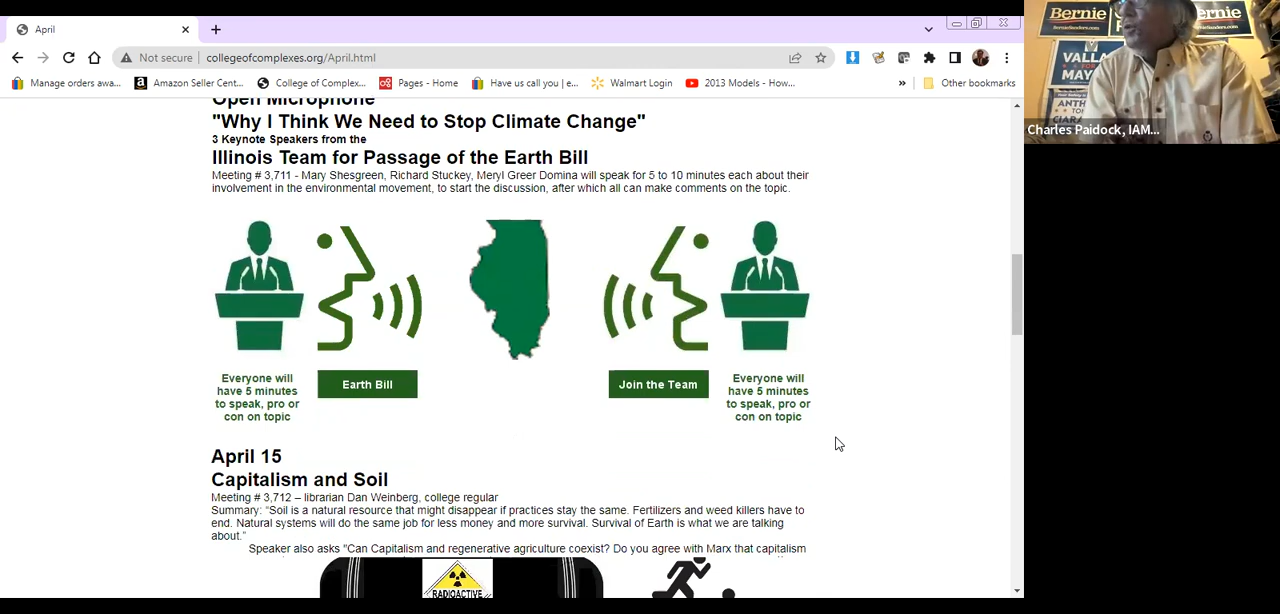 April
Not secure
collegeofcomplexes.org/April.html
Manage orders awa...
Amazon Seller Cent...
College of Complex...
Pages - Home
Have us call you | e...
Walmart Login
2013 Models - How...
»
Other bookmarks
Open Microphone
"Why I Think We Need to Stop Climate Change"
3 Keynote Speakers from the
Illinois Team for Passage of the Earth Bill
Meeting # 3,711 - Mary Shesgreen, Richard Stuckey, Meryl Greer Domina will speak for 5 to 10 minutes each about their
involvement in the environmental movement, to start the discussion, after which all can make comments on the topic.
Everyone will
have 5 minutes
to speak, pro or
con on topic
Earth Bill
Join the Team
Everyone will
have 5 minutes
to speak, pro or
con on topic
April 15
Capitalism and Soil
Meeting # 3,712 – librarian Dan Weinberg, college regular
Summary: “Soil is a natural resource that might disappear if practices stay the same. Fertilizers and weed killers have to
end. Natural systems will do the same job for less money and more survival. Survival of Earth is what we are talking
about.”
Speaker also asks "Can Capitalism and regenerative agriculture coexist? Do you agree with Marx that capitalism
RADIOACTIVE
Bernie
berniesanders.com
ernie
VALLA
FOR
MAY
ANTH
TO
CIARA
Charles Paidock, IAM...